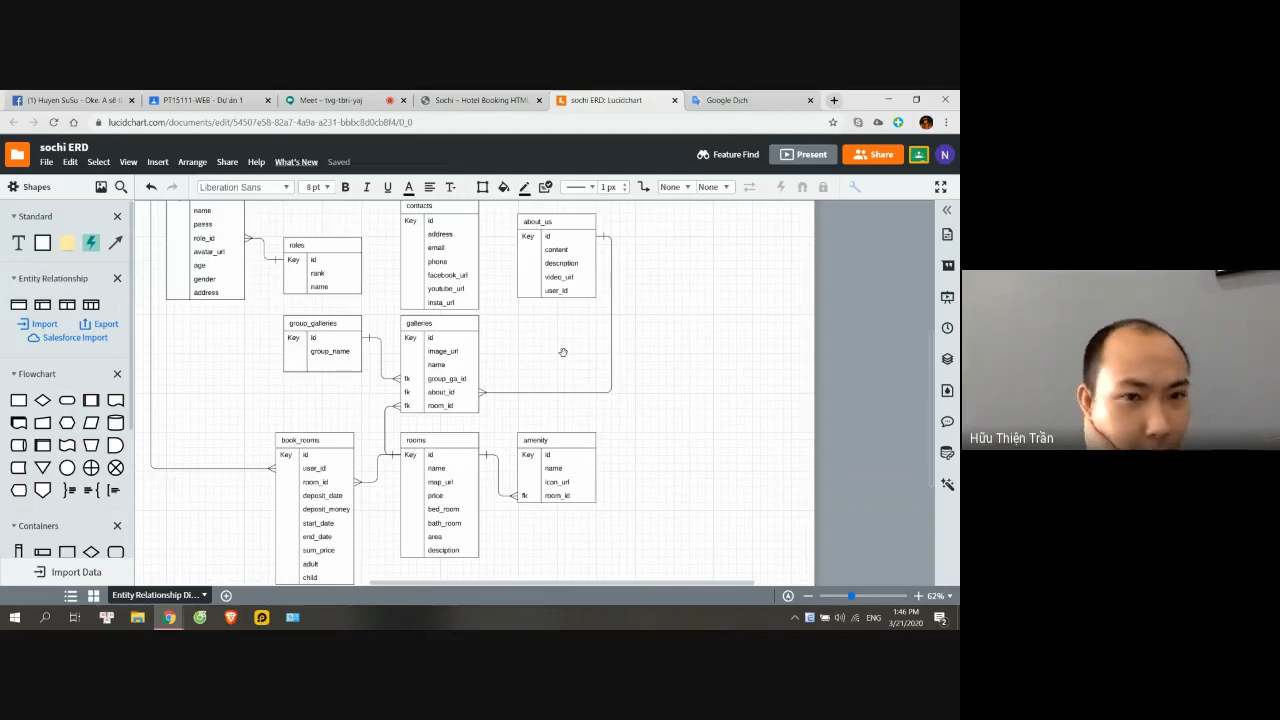 (1) Huyen SuSu - Oke. A sẽ
PT15111-WEB - Dự án 1
Meet – tvg-tbri-yaj
Sochi – Hotel Booking HTML
sochi ERD: Lucidchart
Google Dịch
lucidchart.com/documents/edit/54507e58-82a7-4a9a-a231-bbbc8d0cb8f4/0_0
sochi ERD
File Edit Select View Insert Arrange Share Help What's New Saved
Feature Find
Present
Share
N
Shapes
Liberation Sans
8 pt
B I U A T
1 px
None
None
Standard
T
Entity Relationship
Import
Export
Salesforce Import
Flowchart
Containers
Import Data
name
passs
role_id
avatar_url
age
gender
address
roles
Key id
rank
name
contacts
Key id
address
email
phone
facebook_url
youtube_url
insta_url
about_us
Key id
content
description
video_url
user_id
group_galleries
Key id
group_name
galleries
Key id
image_url
name
fk group_ga_id
fk about_id
fk room_id
book_rooms
Key id
user_id
room_id
deposit_date
deposit_money
start_date
end_date
sum_price
adult
child
rooms
Key id
name
map_url
price
bed_room
bath_room
area
desciption
amenity
Key id
name
icon_url
fk room_id
Entity Relationship Di...
62%
ENG
1:46 PM
3/21/2020
2
Hữu Thiện Trần